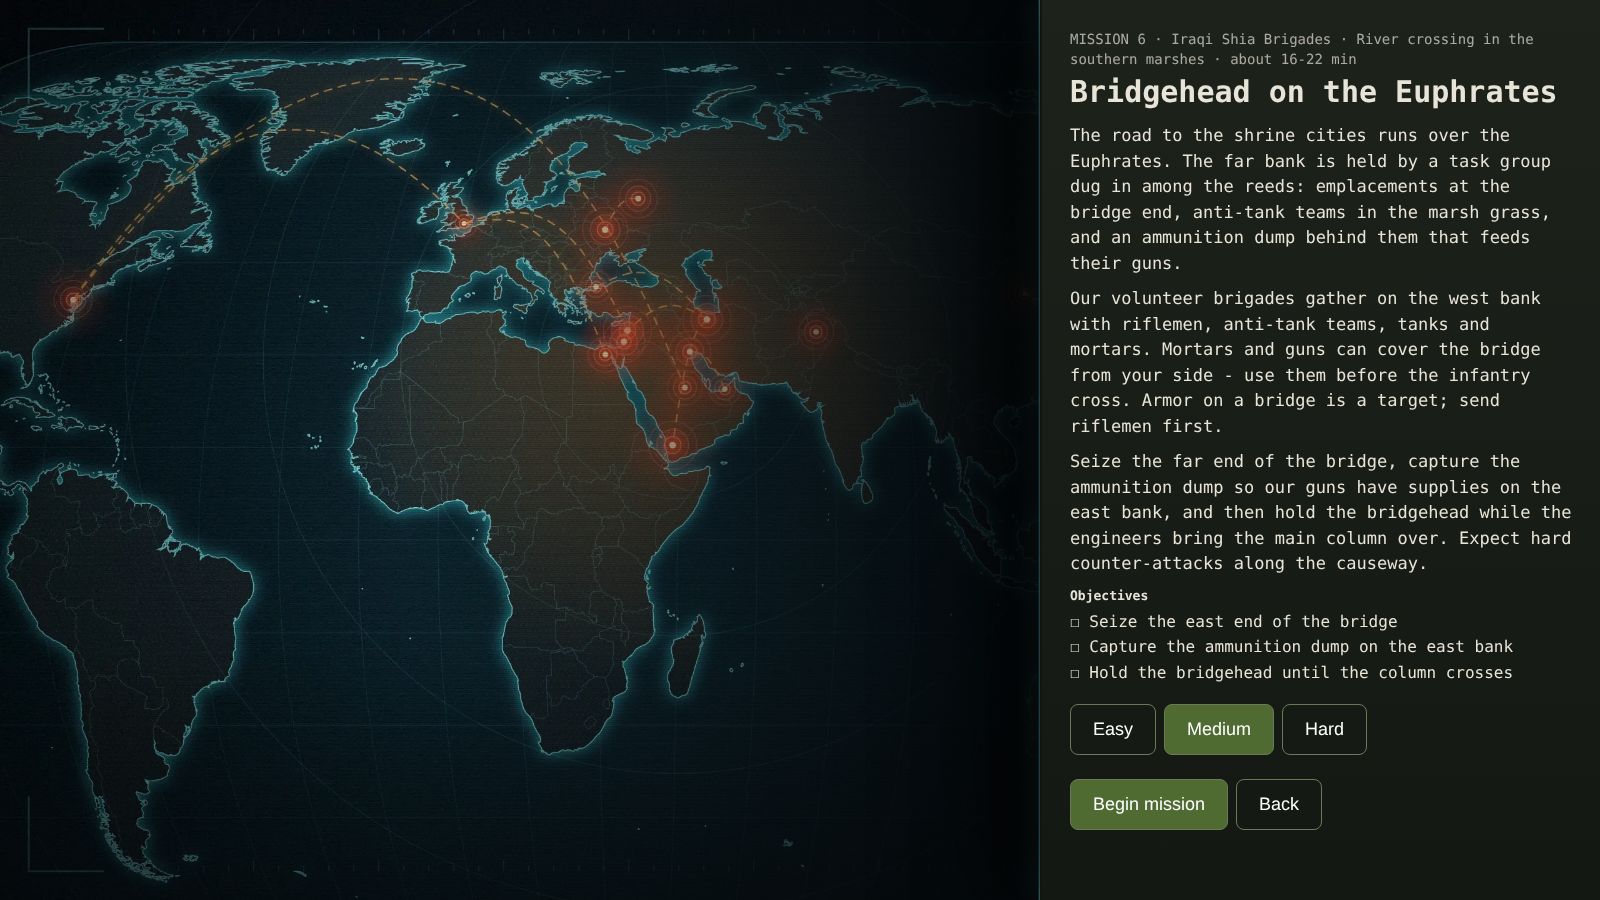 MISSION 6 · Iraqi Shia Brigades · River crossing in the
southern marshes · about 16-22 min
Bridgehead on the Euphrates
The road to the shrine cities runs over the
Euphrates. The far bank is held by a task group
dug in among the reeds: emplacements at the
bridge end, anti-tank teams in the marsh grass,
and an ammunition dump behind them that feeds
their guns.
Our volunteer brigades gather on the west bank
with riflemen, anti-tank teams, tanks and
mortars. Mortars and guns can cover the bridge
from your side - use them before the infantry
cross. Armor on a bridge is a target; send
riflemen first.
Seize the far end of the bridge, capture the
ammunition dump so our guns have supplies on the
east bank, and then hold the bridgehead while the
engineers bring the main column over. Expect hard
counter-attacks along the causeway.
Objectives
☐ Seize the east end of the bridge
☐ Capture the ammunition dump on the east bank
☐ Hold the bridgehead until the column crosses
Easy Medium Hard
Begin mission Back